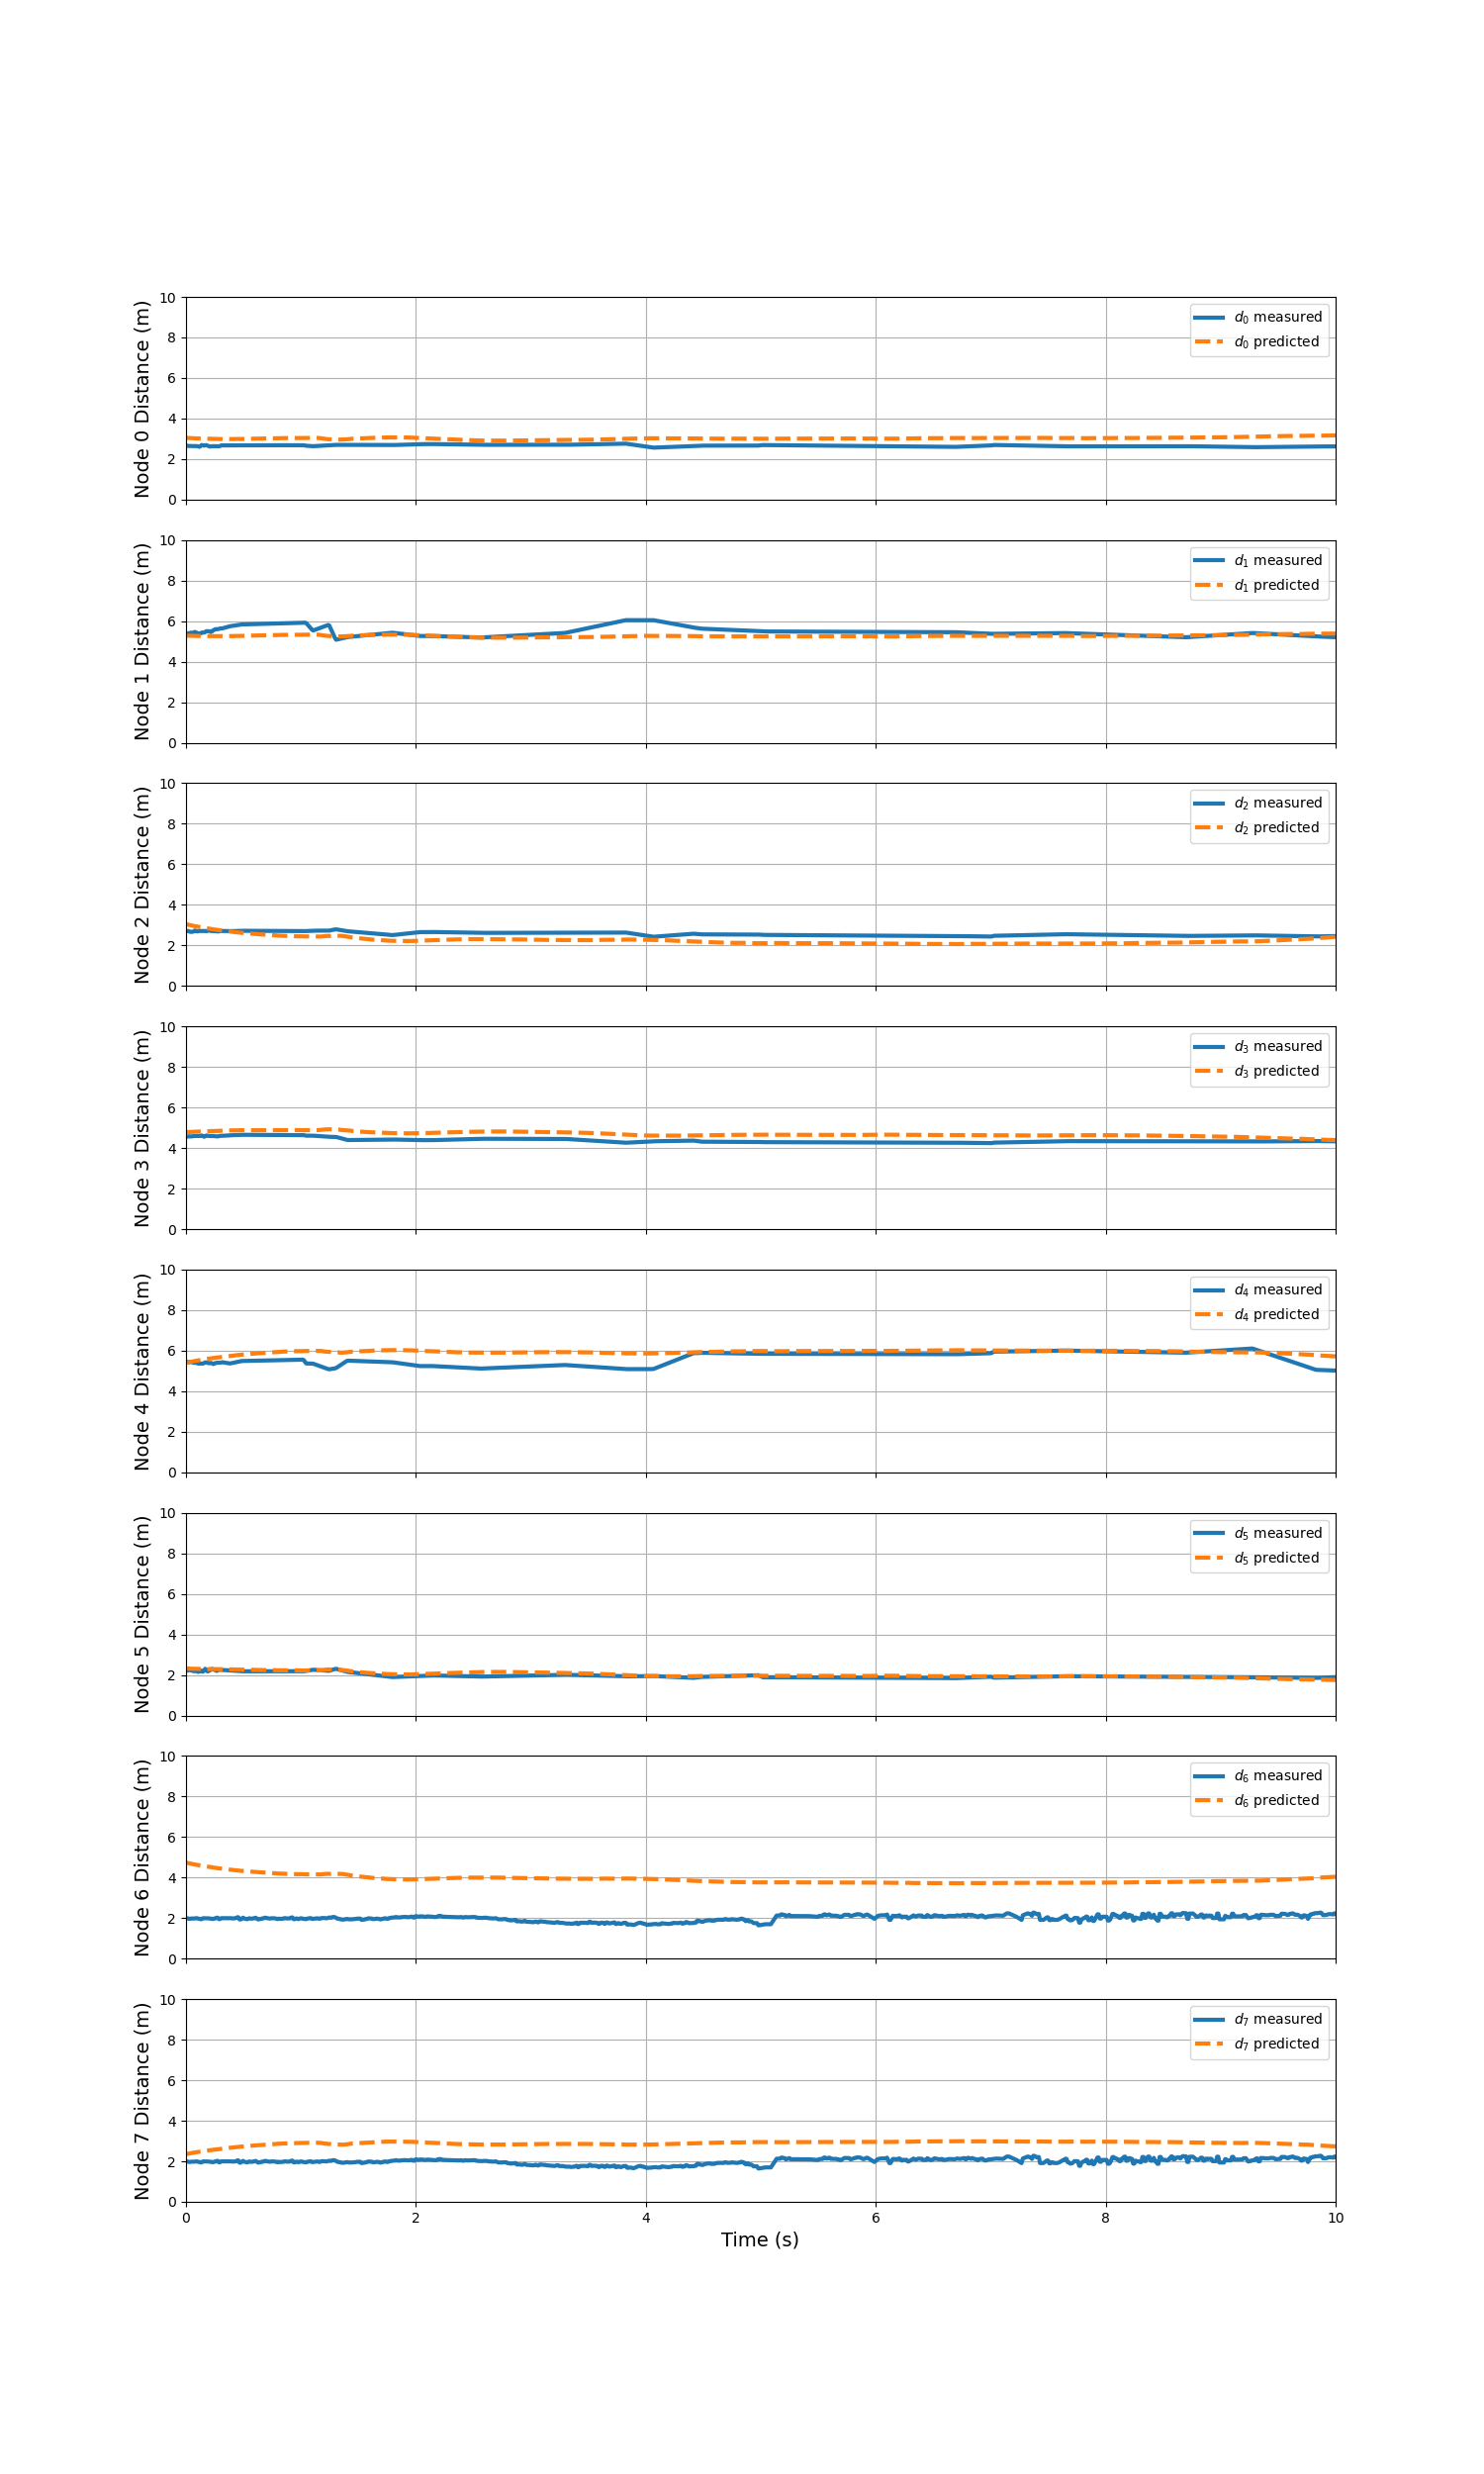 Node 0 Distance (m)
10
8
6
4
2
0
d0 measured
d0 predicted
Node 1 Distance (m)
10
8
6
4
2
0
d1 measured
d1 predicted
Node 2 Distance (m)
10
8
6
4
2
0
d2 measured
d2 predicted
Node 3 Distance (m)
10
8
6
4
2
0
d3 measured
d3 predicted
Node 4 Distance (m)
10
8
6
4
2
0
d4 measured
d4 predicted
Node 5 Distance (m)
10
8
6
4
2
0
d5 measured
d5 predicted
Node 6 Distance (m)
10
8
6
4
2
0
d6 measured
d6 predicted
Node 7 Distance (m)
10
8
6
4
2
0
d7 measured
d7 predicted
0 2 4 6 8 10
Time (s)